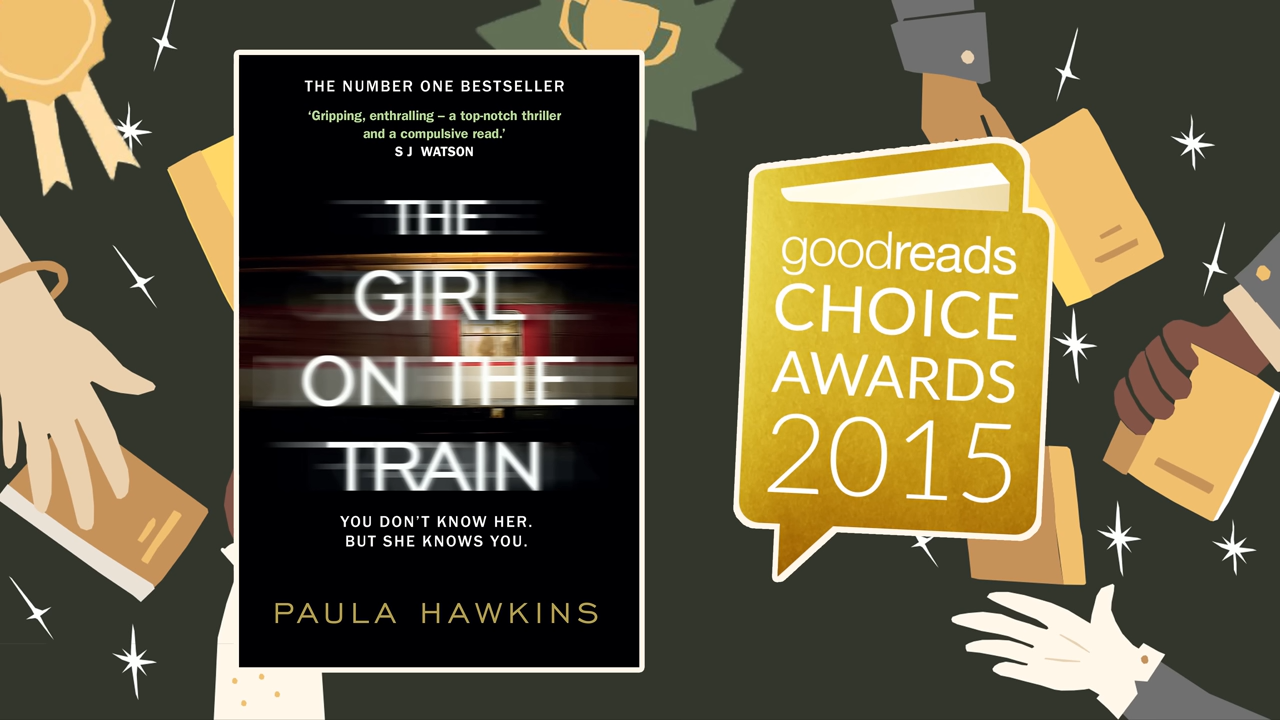 THE NUMBER ONE BESTSELLER
‘Gripping, enthralling – a top-notch thriller
and a compulsive read.’
S J WATSON
THE
GIRL
ON THE
TRAIN
YOU DON’T KNOW HER.
BUT SHE KNOWS YOU.
PAULA HAWKINS
goodreads
CHOICE
AWARDS
2015